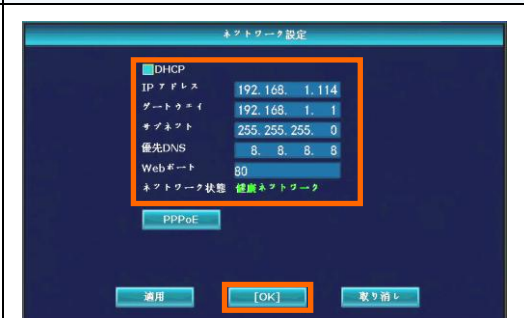 ネットワーク設定
DHCP
IP アドレス 192.168. 1.114
ゲートウェイ 192.168. 1. 1
サブネット 255.255.255. 0
優先DNS 8. 8. 8. 8
Webポート 80
ネットワーク状態 健康ネットワーク
PPPoE
適用 [OK] 取り消し